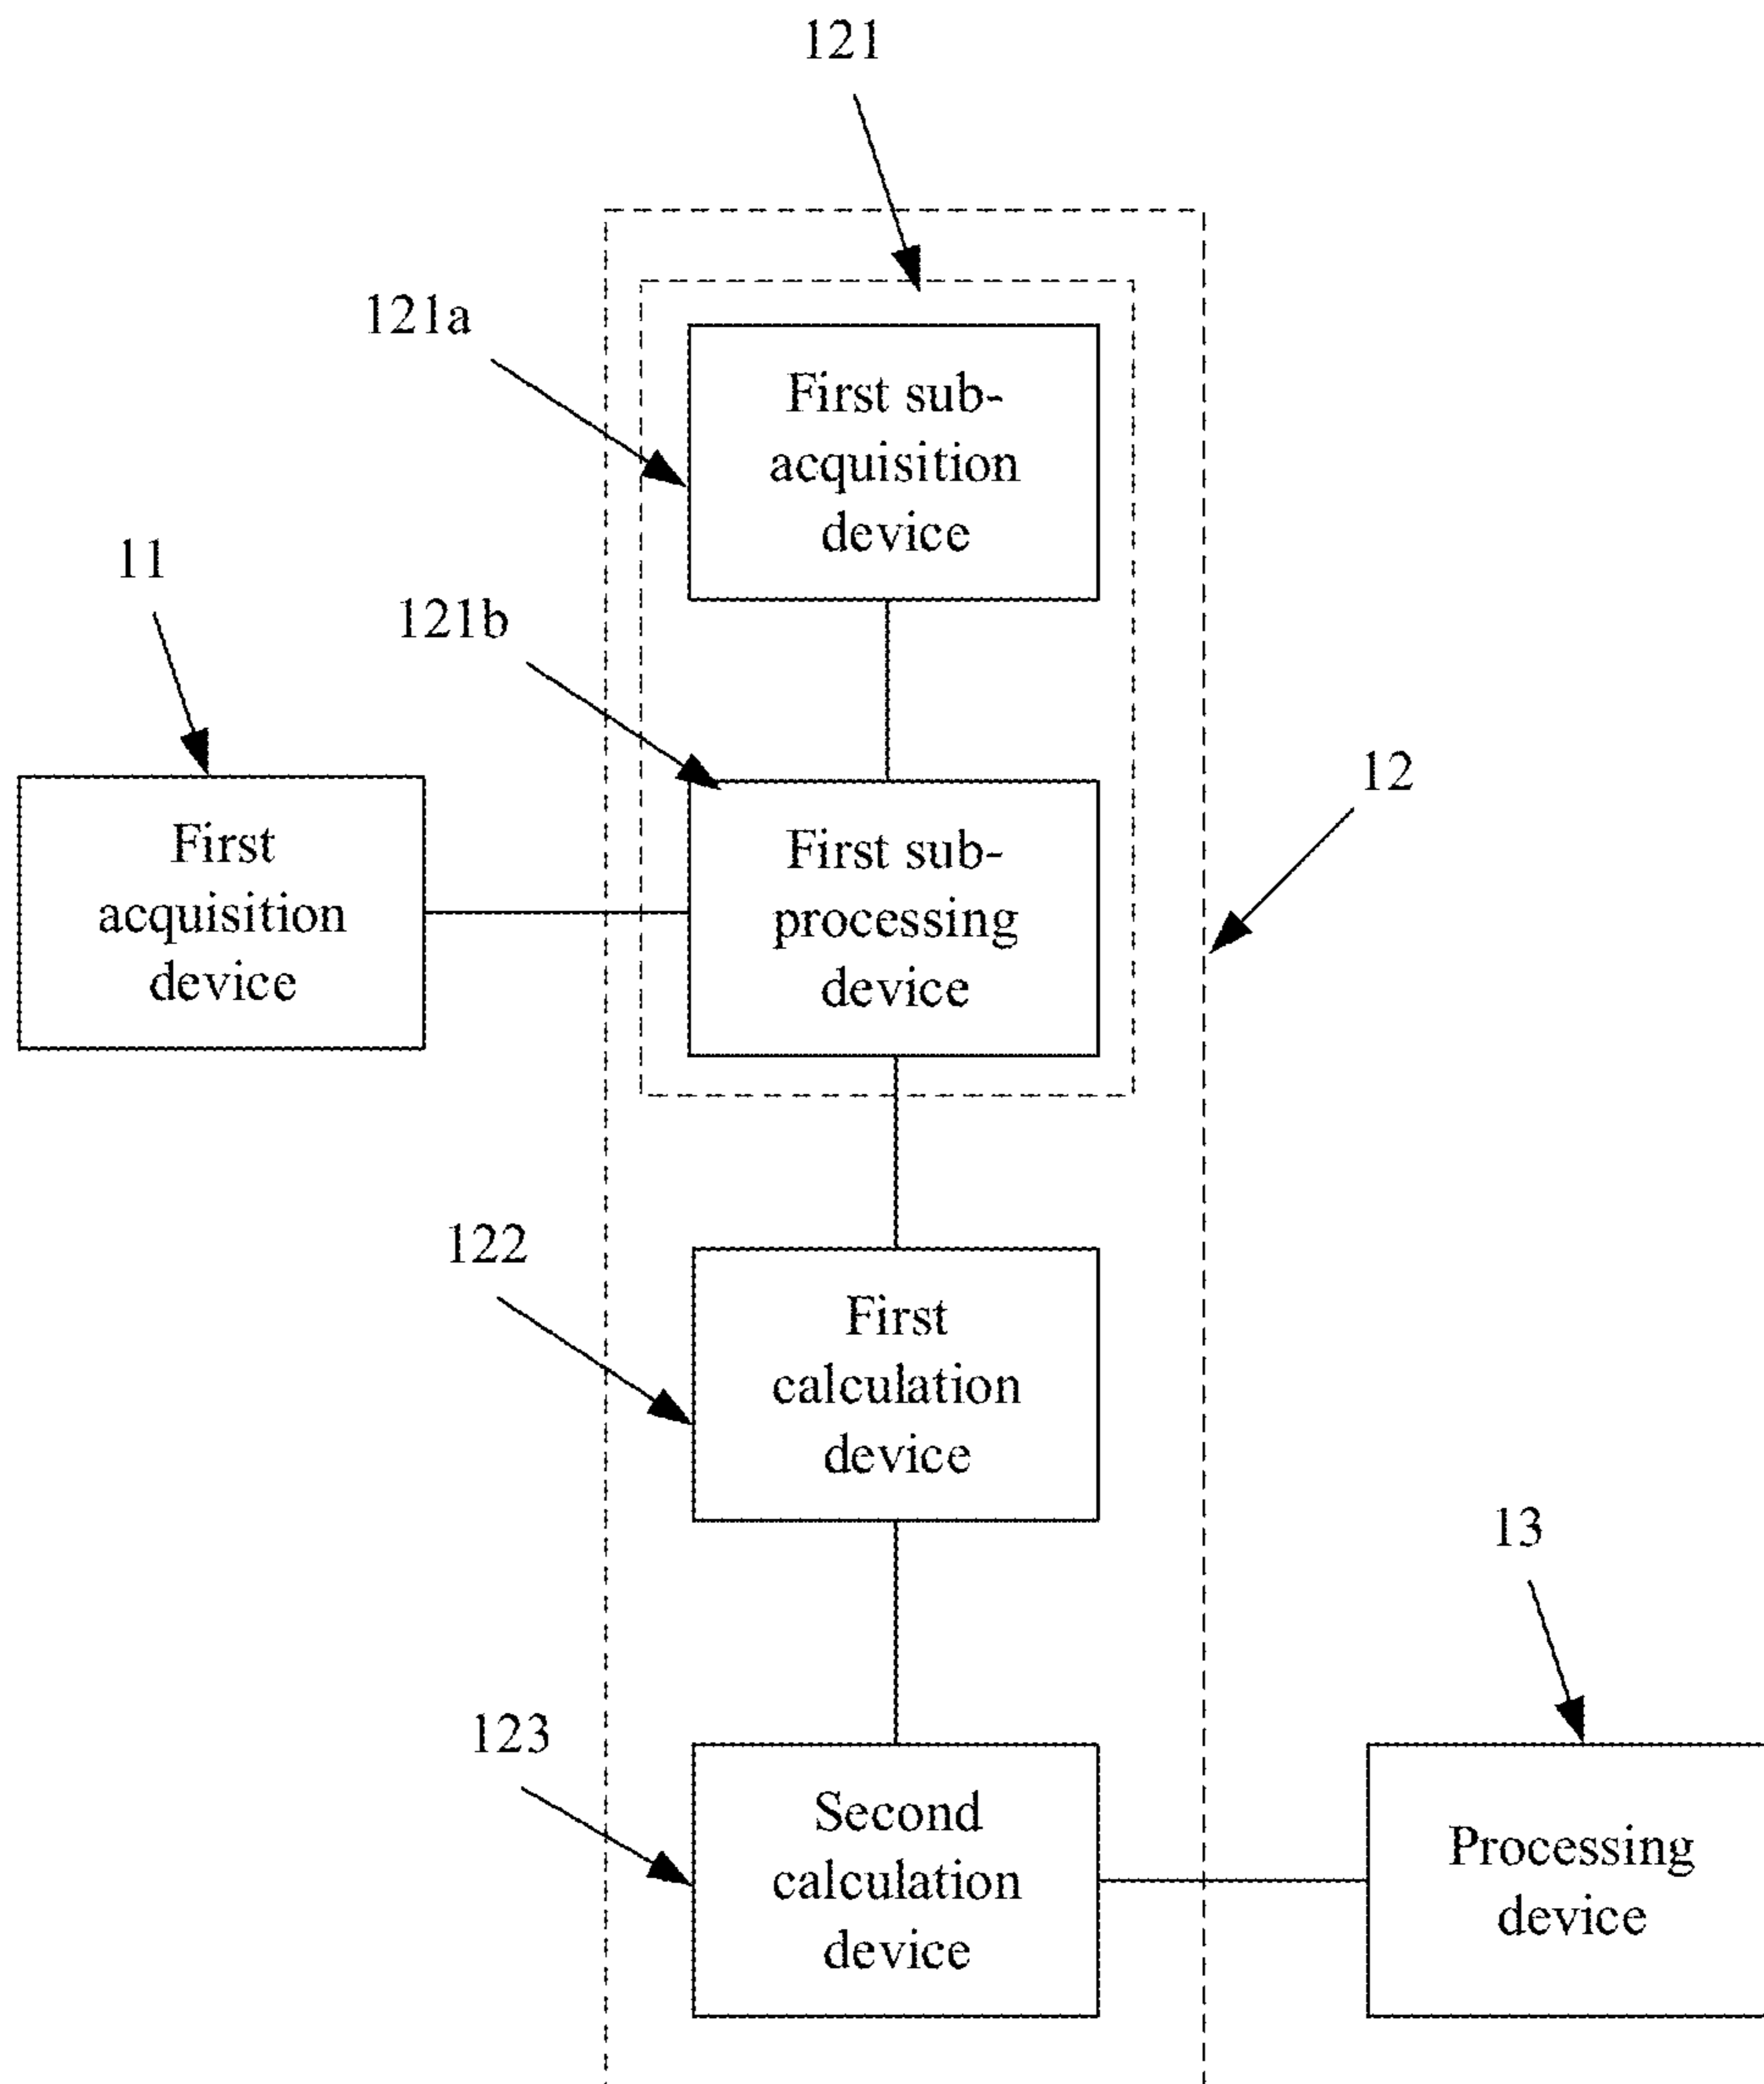 121
121a
First sub-
acquisition
device
11
121b
12
First
acquisition
device
First sub-
processing
device
122
First
calculation
device
13
123
Second
calculation
device
Processing
device